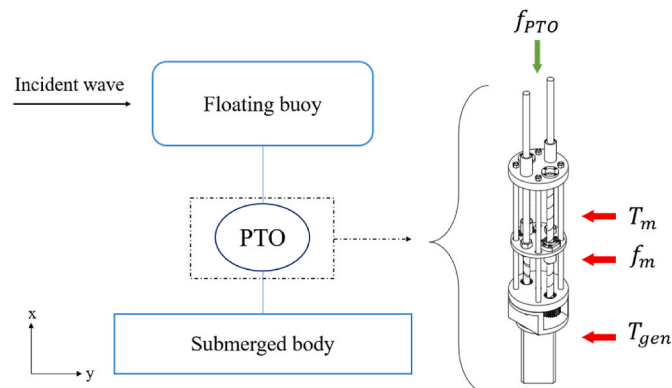 f_PTO
Incident wave
Floating buoy
PTO
T_m
f_m
T_gen
Submerged body
x
y